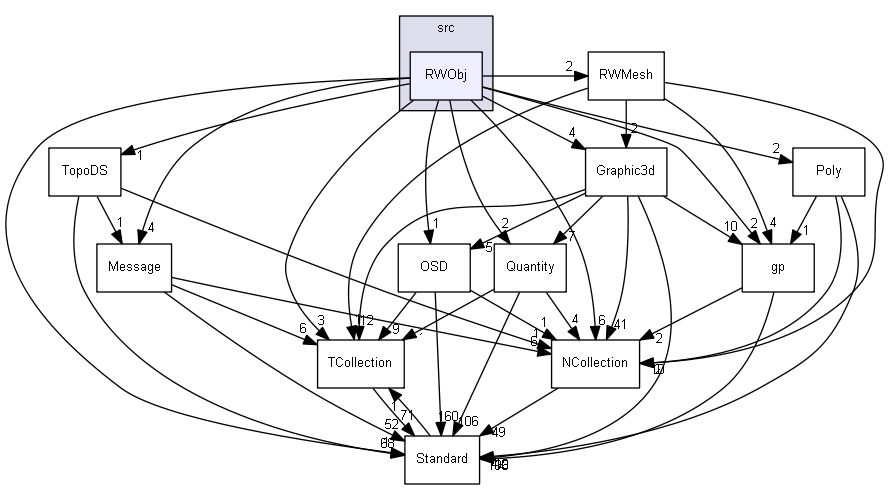 src
RWObj
2
RWMesh
4
2
1
2
TopoDS
Graphic3d
Poly
1
4
1
2
5
7
10
2
4
1
Message
OSD
Quantity
gp
6
3
9
1
4
6
41
2
TCollection
NCollection
52
1
71
160
106
49
Standard